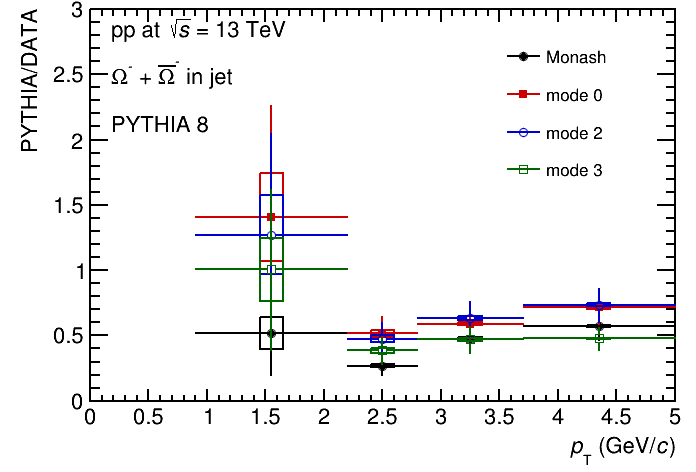 PYTHIA/DATA
3
2.5
2
1.5
1
0.5
0
pp at √s = 13 TeV
Ω⁻ + Ω̅⁻ in jet
PYTHIA 8
Monash
mode 0
mode 2
mode 3
0 0.5 1 1.5 2 2.5 3 3.5 4 4.5 5
p_T (GeV/c)